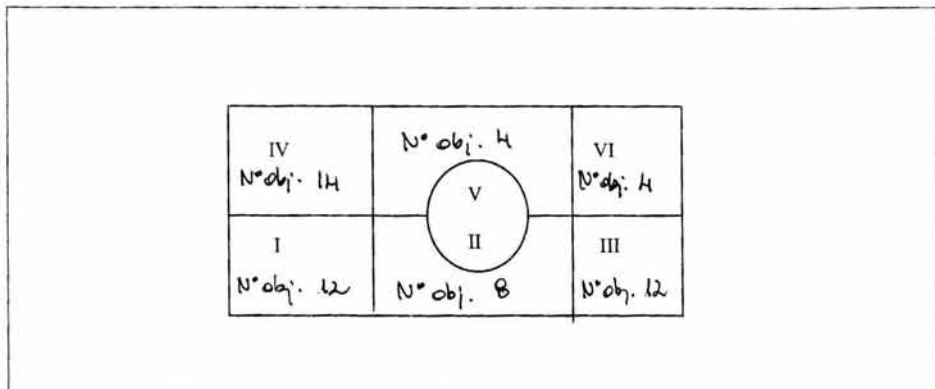 IV
N° obj. 14
N° obj. 4
V
VI
N° obj. 4
I
N° obj. 12
II
N° obj. 8
III
N° obj. 12